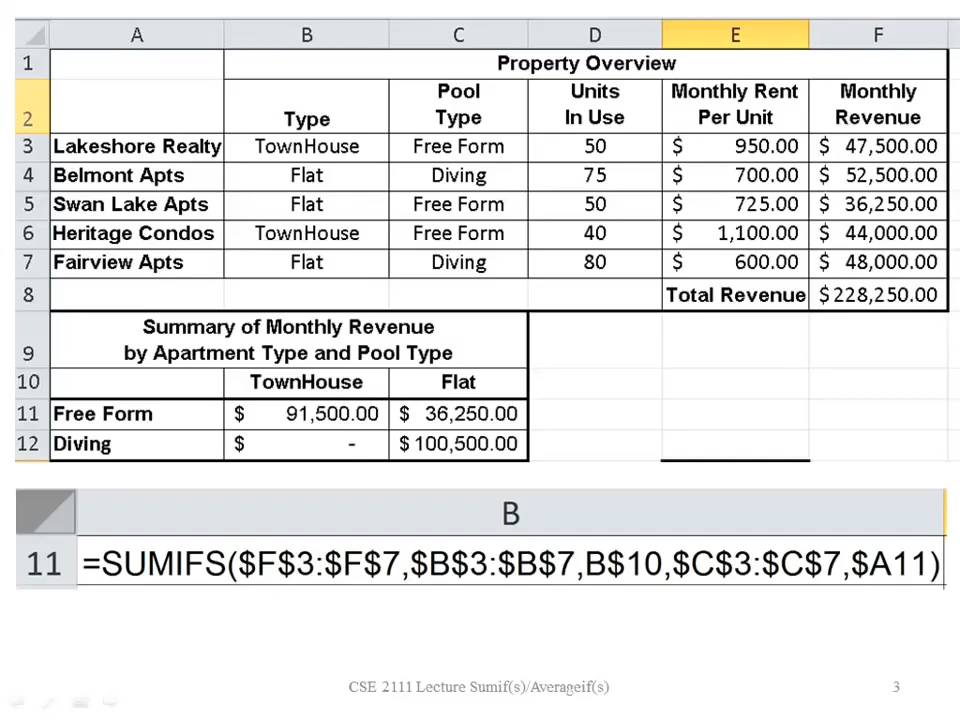 A B C D E F
1 Property Overview
2 Type Pool Type Units In Use Monthly Rent Per Unit Monthly Revenue
3 Lakeshore Realty TownHouse Free Form 50 $ 950.00 $ 47,500.00
4 Belmont Apts Flat Diving 75 $ 700.00 $ 52,500.00
5 Swan Lake Apts Flat Free Form 50 $ 725.00 $ 36,250.00
6 Heritage Condos TownHouse Free Form 40 $ 1,100.00 $ 44,000.00
7 Fairview Apts Flat Diving 80 $ 600.00 $ 48,000.00
8 Total Revenue $ 228,250.00
Summary of Monthly Revenue
9 by Apartment Type and Pool Type
10 TownHouse Flat
11 Free Form $ 91,500.00 $ 36,250.00
12 Diving $ - $ 100,500.00
B
11 =SUMIFS($F$3:$F$7,$B$3:$B$7,B$10,$C$3:$C$7,$A11)
CSE 2111 Lecture Sumif(s)/Averageif(s) 3